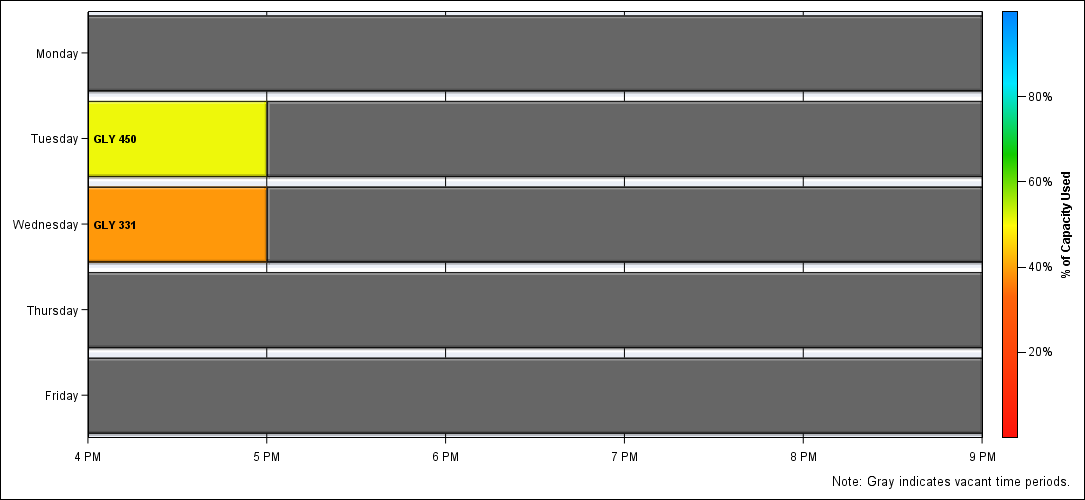 Monday
Tuesday
GLY 450
Wednesday
GLY 331
Thursday
Friday
4 PM 5 PM 6 PM 7 PM 8 PM 9 PM
80%
60%
40%
20%
% of Capacity Used
Note: Gray indicates vacant time periods.